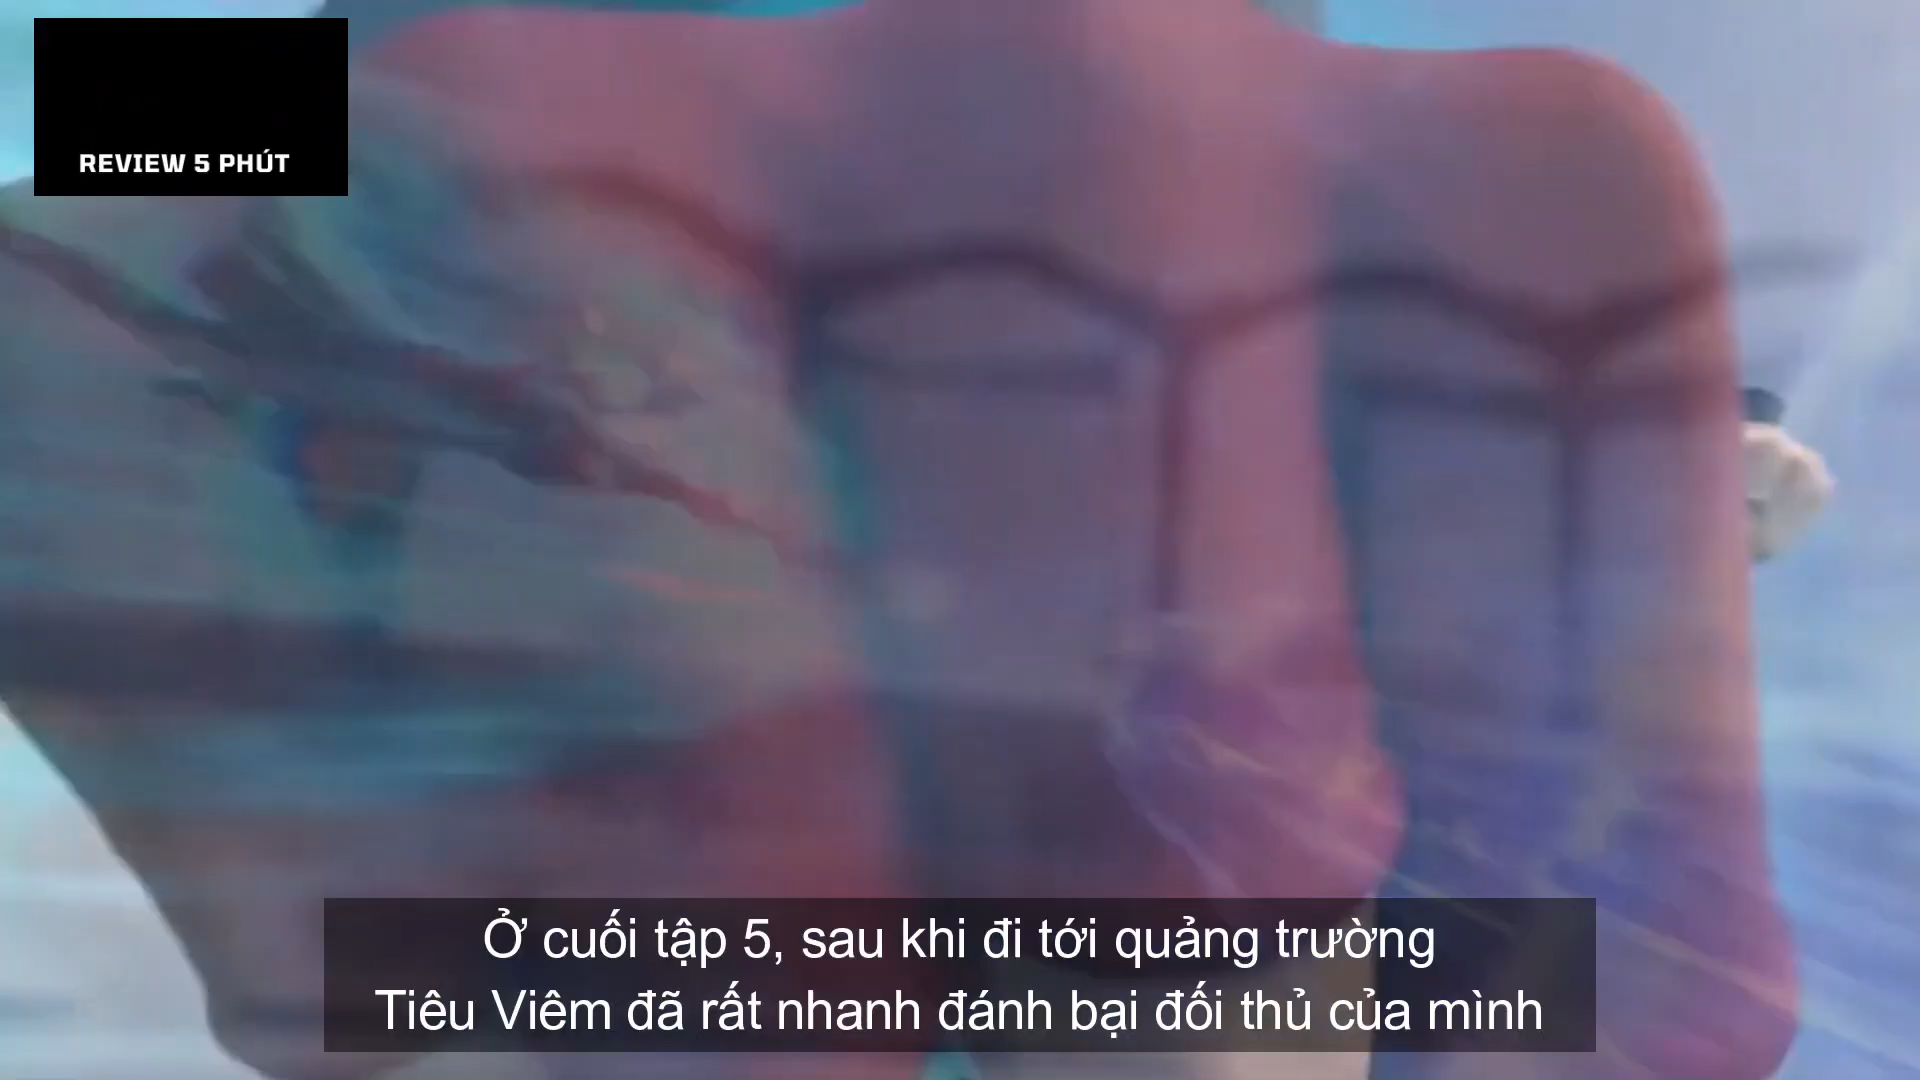 REVIEW 5 PHÚT
Ở cuối tập 5, sau khi đi tới quảng trường
Tiêu Viêm đã rất nhanh đánh bại đối thủ của mình